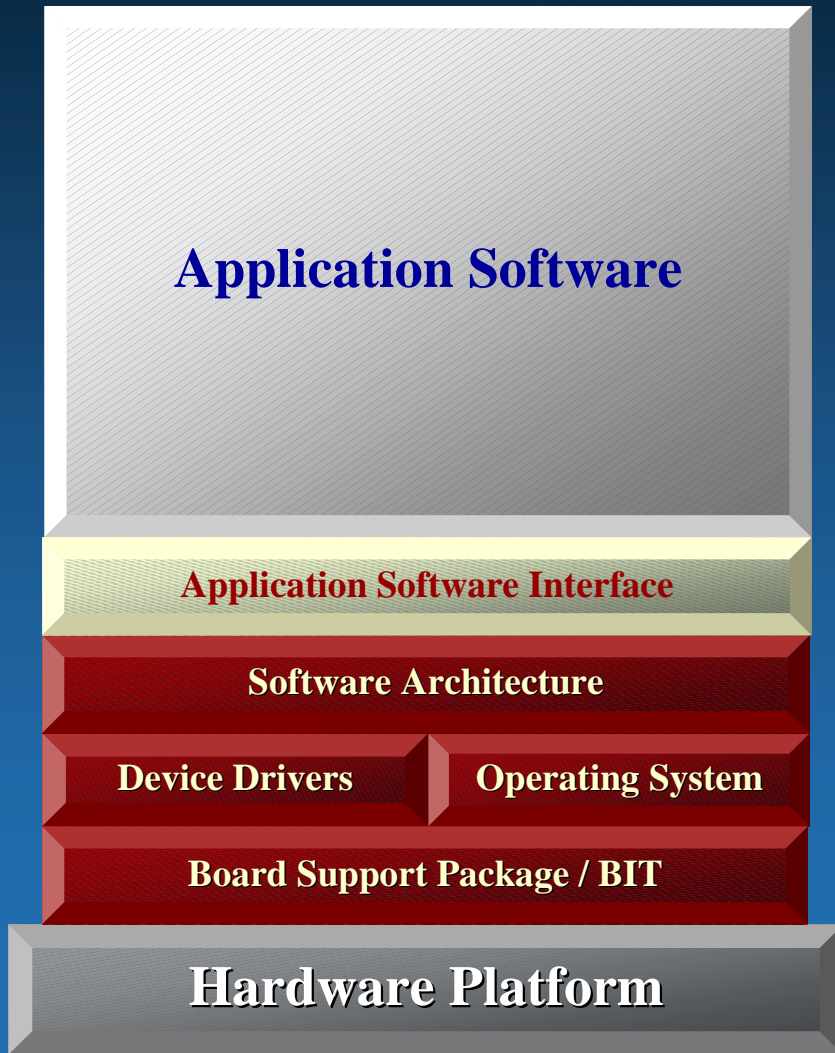 Application Software
Application Software Interface
Software Architecture
Device Drivers
Operating System
Board Support Package / BIT
Hardware Platform